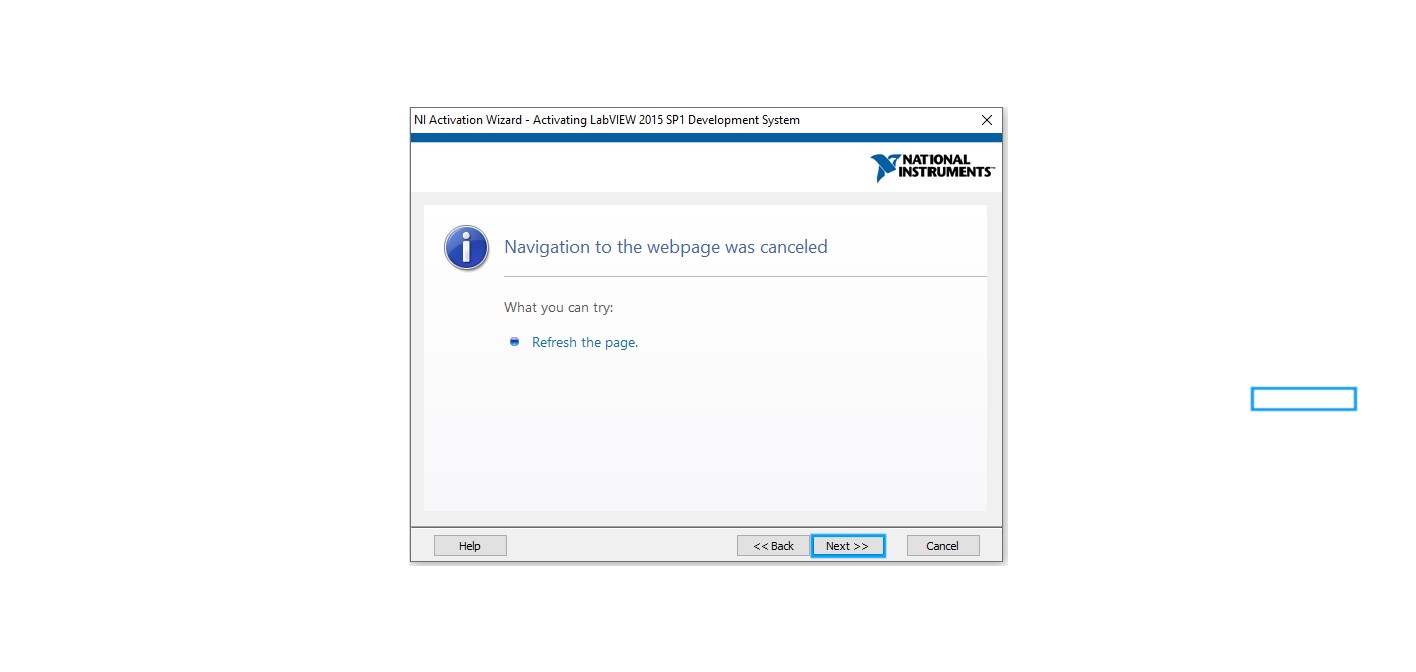 NI Activation Wizard - Activating LabVIEW 2015 SP1 Development System
NATIONAL
INSTRUMENTS™
Navigation to the webpage was canceled
What you can try:
Refresh the page.
Help
<< Back
Next >>
Cancel